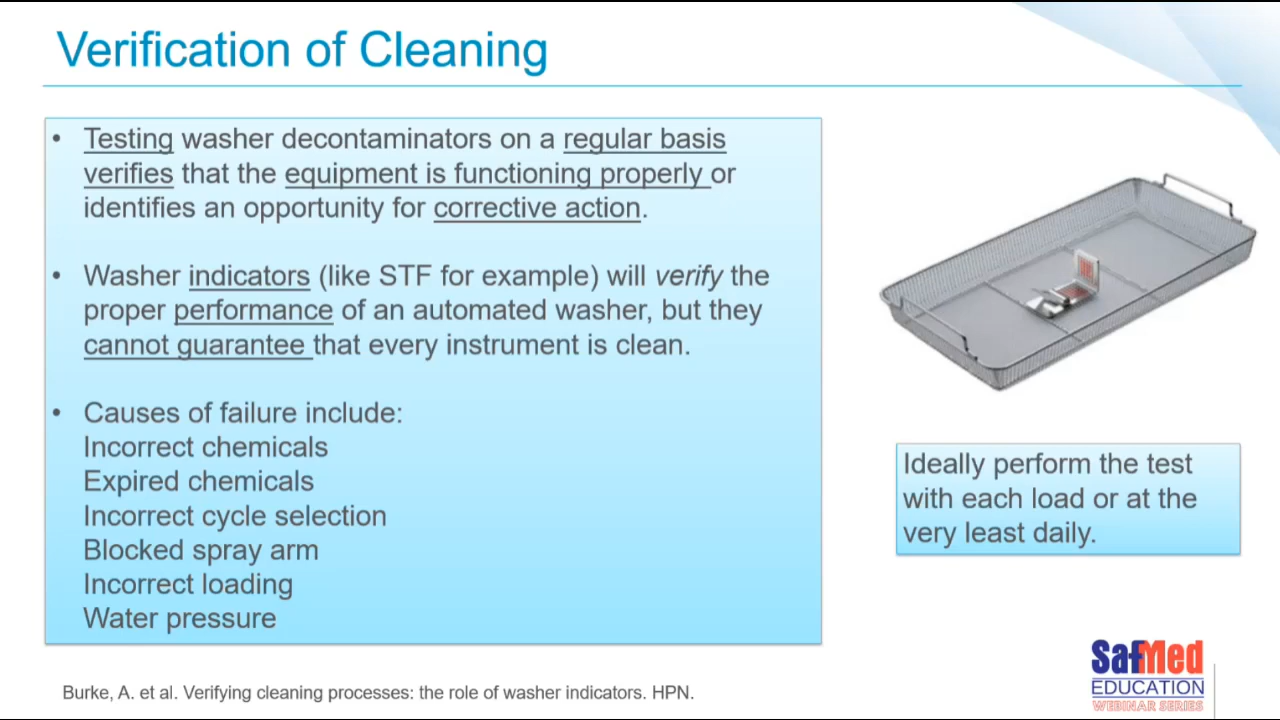 Verification of Cleaning
• Testing washer decontaminators on a regular basis
verifies that the equipment is functioning properly or
identifies an opportunity for corrective action.
• Washer indicators (like STF for example) will verify the
proper performance of an automated washer, but they
cannot guarantee that every instrument is clean.
• Causes of failure include:
Incorrect chemicals
Expired chemicals
Incorrect cycle selection
Blocked spray arm
Incorrect loading
Water pressure
Ideally perform the test
with each load or at the
very least daily.
Burke, A. et al. Verifying cleaning processes: the role of washer indicators. HPN.
SafMed
EDUCATION
WEBINAR SERIES